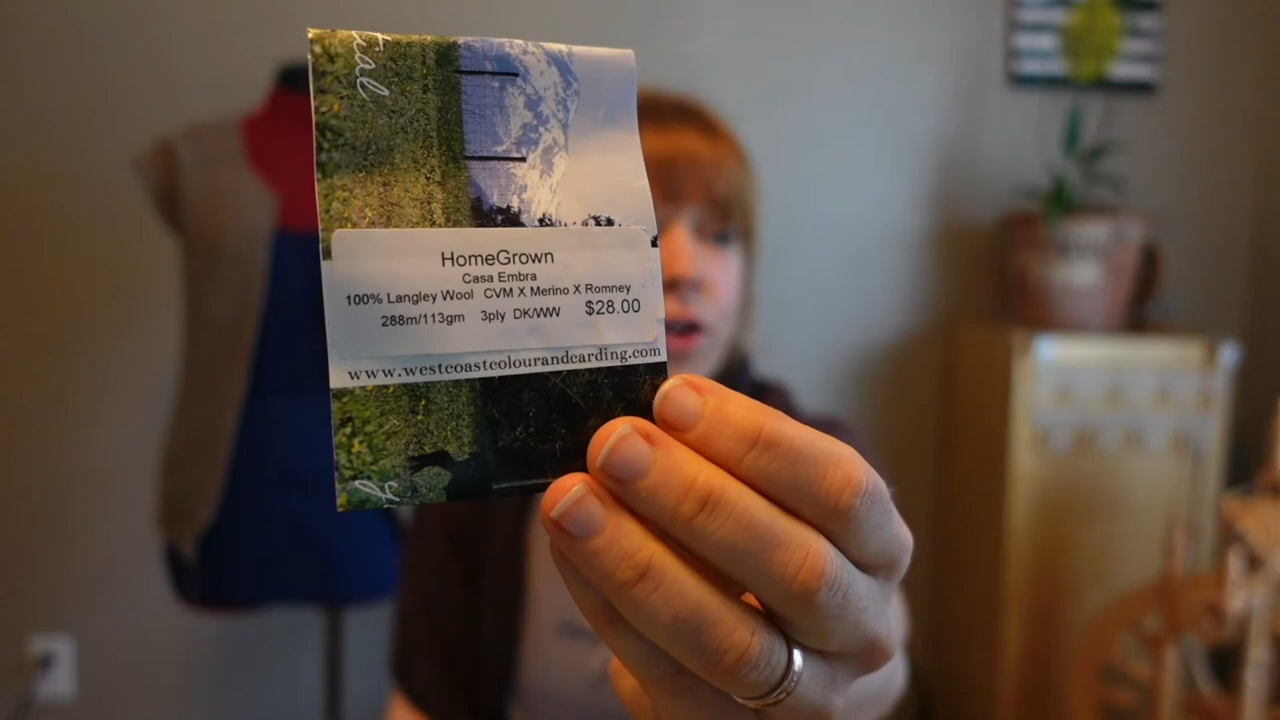 HomeGrown
Casa Embra
100% Langley Wool CVM X Merino X Romney
288m/113gm 3ply DK/WW $28.00
www.westcoastcolourandcarding.com